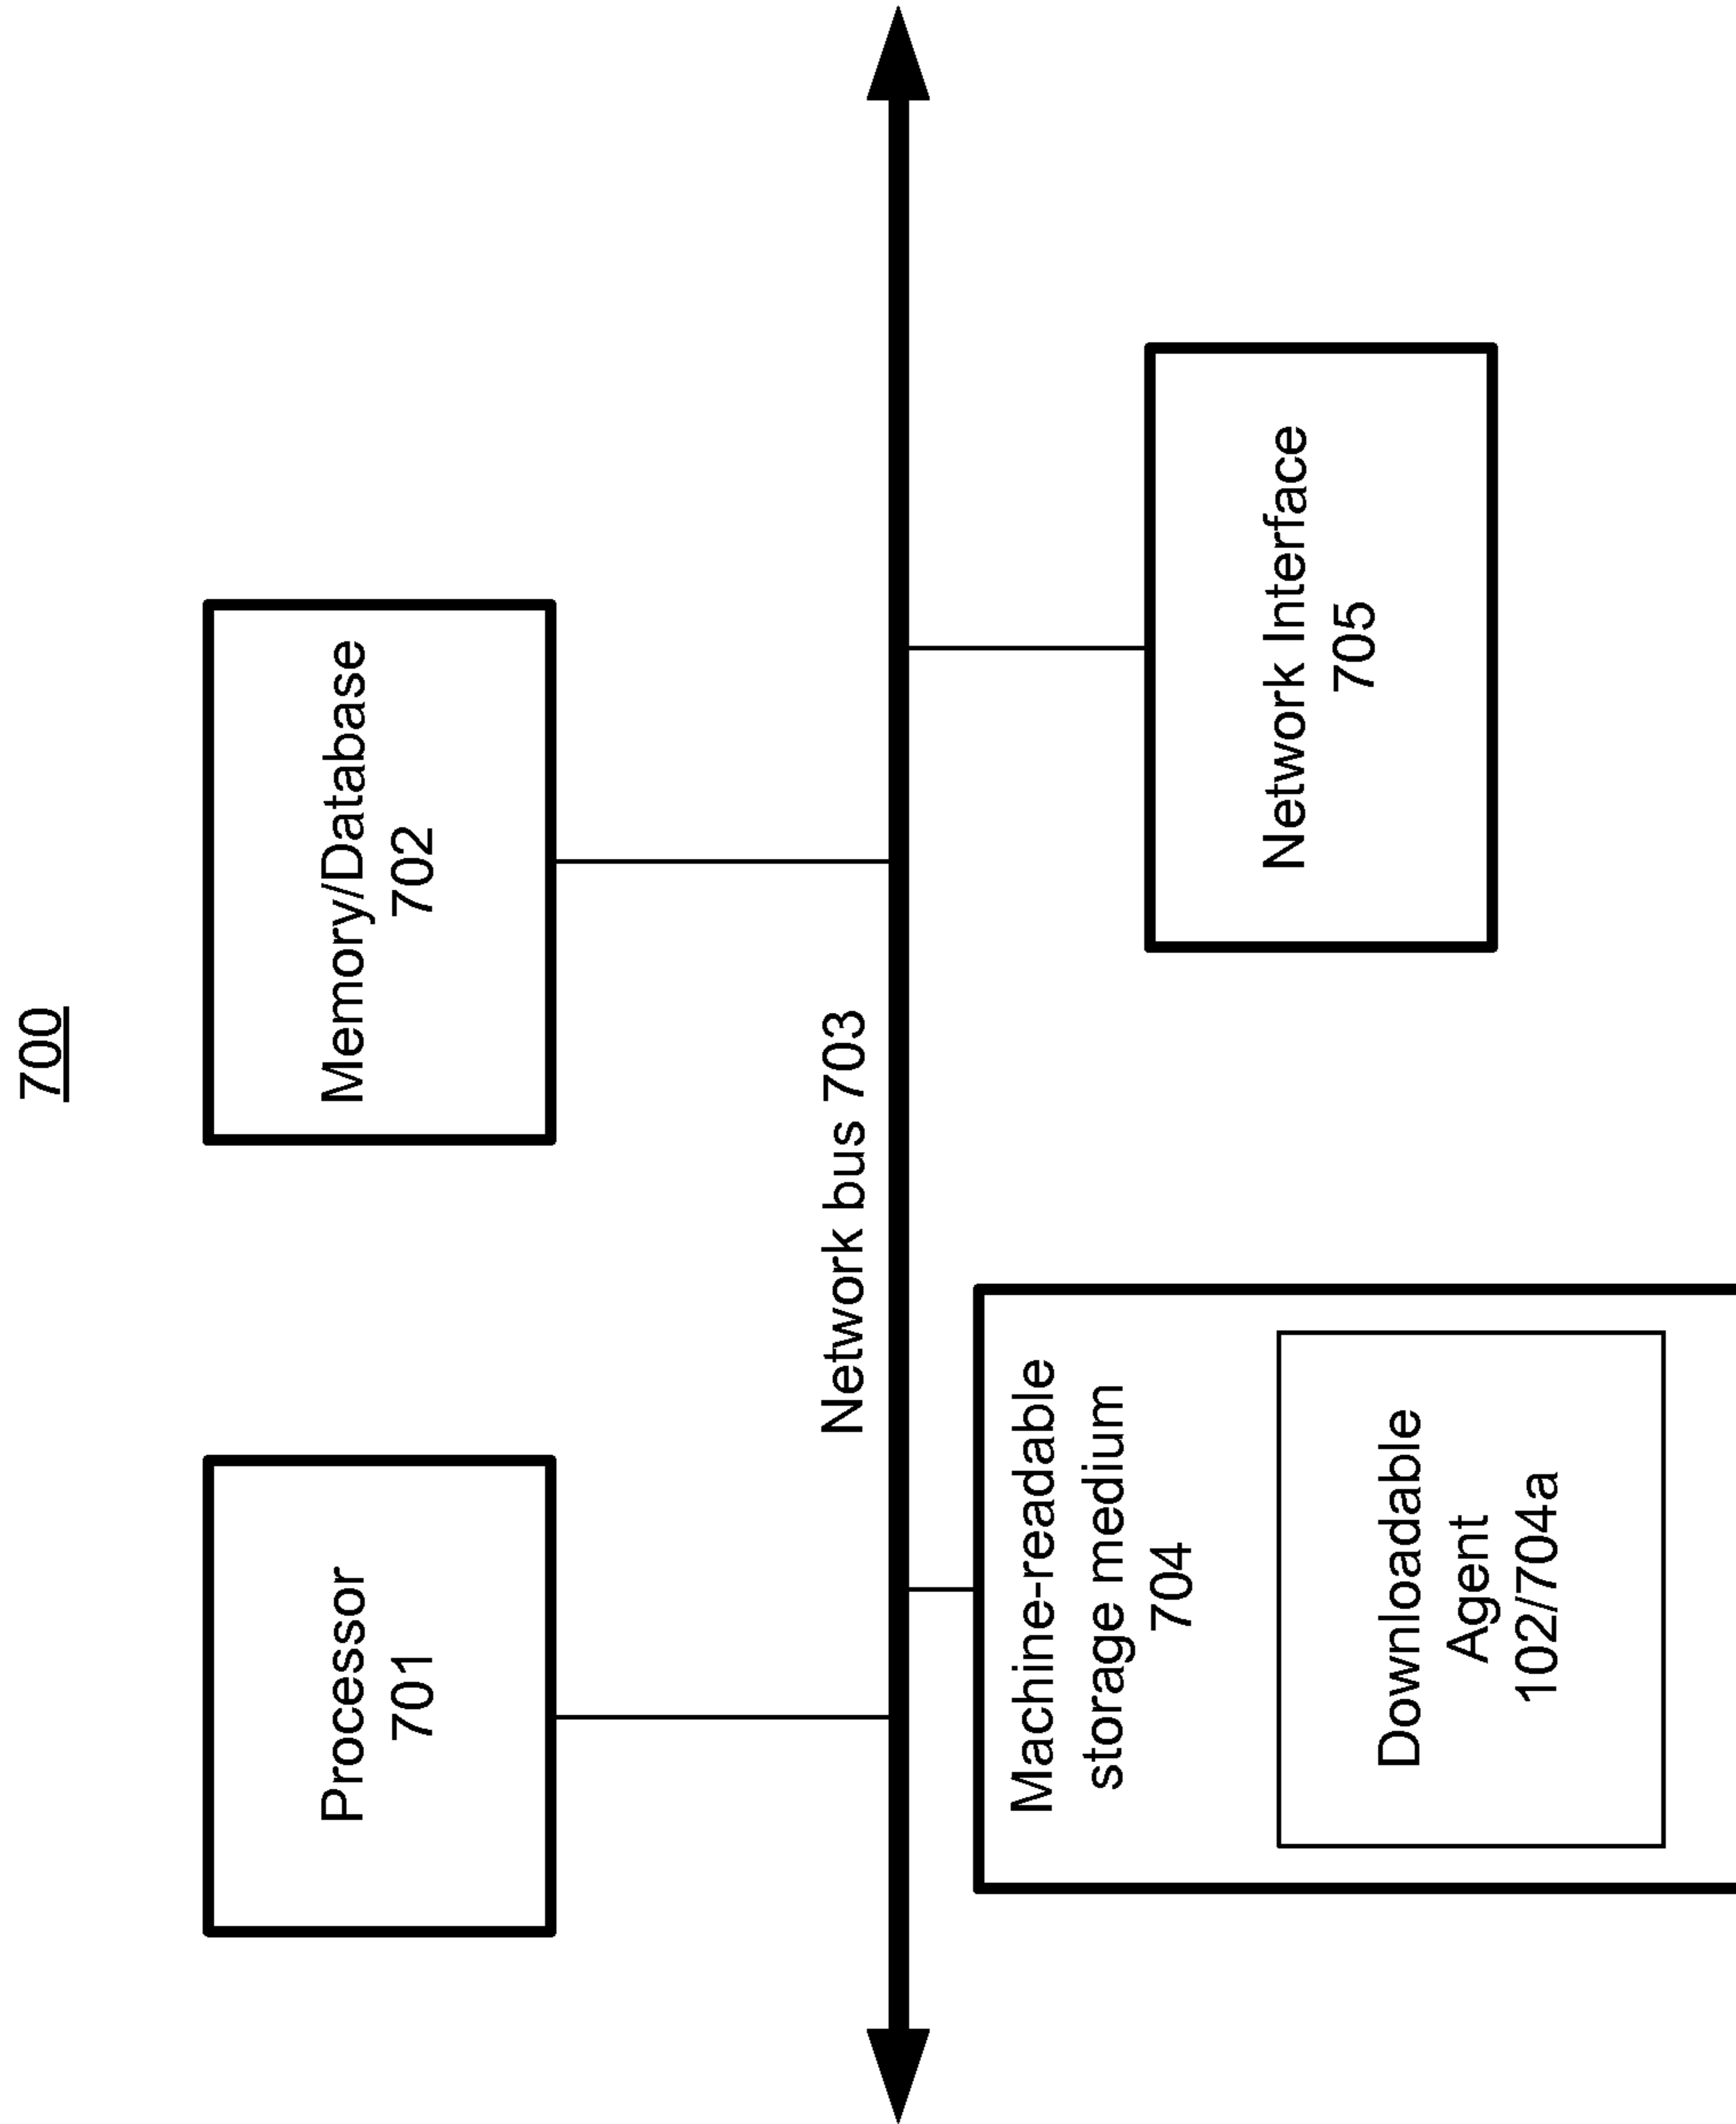 700
Processor
701
Memory/Database
702
Network bus 703
Machine-readable
storage medium
704
Downloadable
Agent
102/704a
Network Interface
705